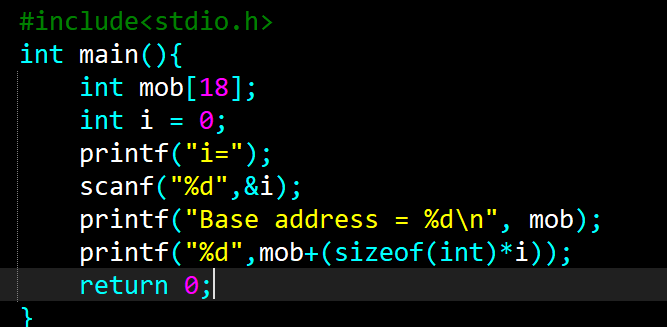 #include<stdio.h>
int main(){
    int mob[18];
    int i = 0;
    printf("i=");
    scanf("%d",&i);
    printf("Base address = %d\n", mob);
    printf("%d",mob+(sizeof(int)*i));
    return 0;
}